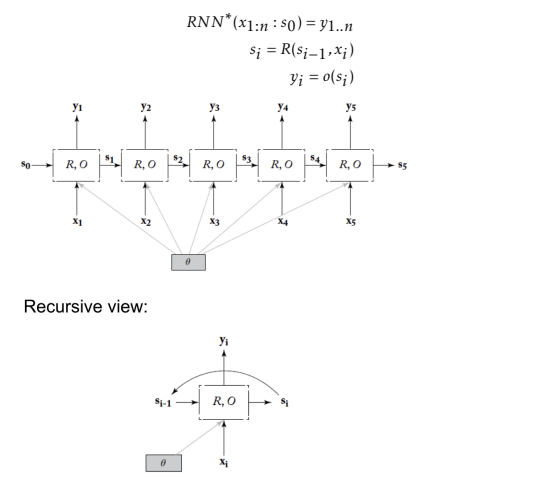 RNN*(x1:n : s0) = y1..n
si = R(si−1, xi)
yi = o(si)
y1 y2 y3 y4 y5
s0 R, O s1 R, O s2 R, O s3 R, O s4 R, O s5
x1 x2 x3 x4 x5
θ
Recursive view:
yi
si-1 R, O si
θ xi